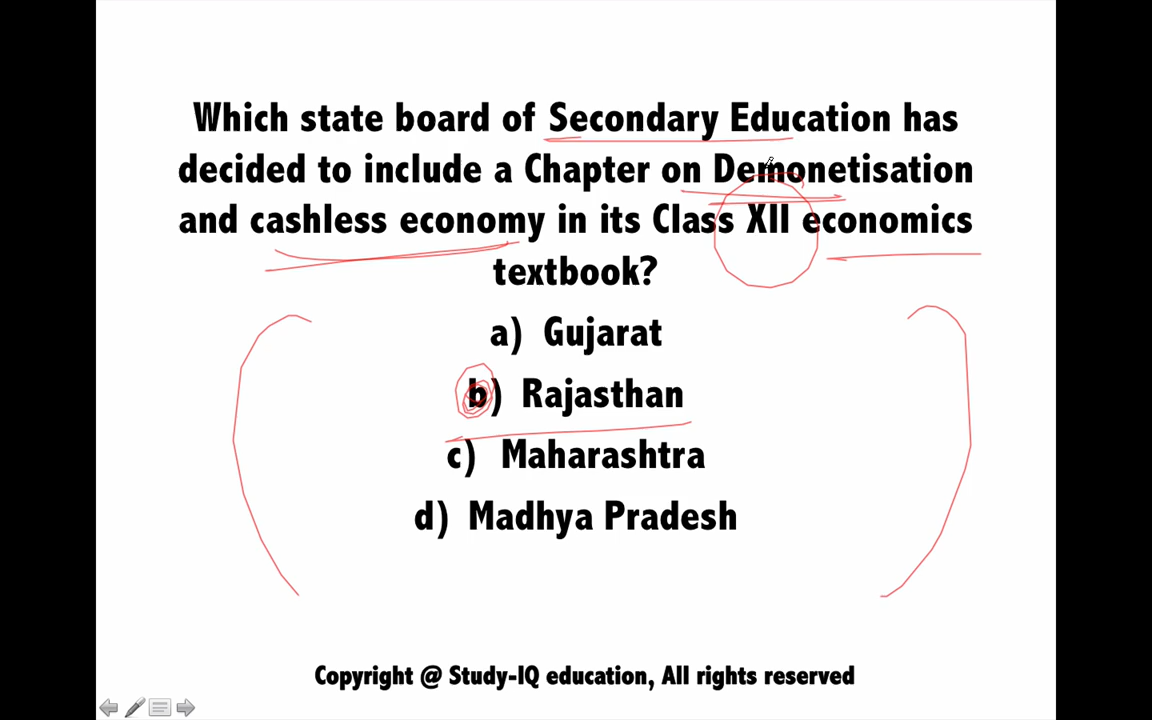 Which state board of Secondary Education has
decided to include a Chapter on Demonetisation
and cashless economy in its Class XII economics
textbook?
a) Gujarat
b) Rajasthan
c) Maharashtra
d) Madhya Pradesh
Copyright @ Study-IQ education, All rights reserved